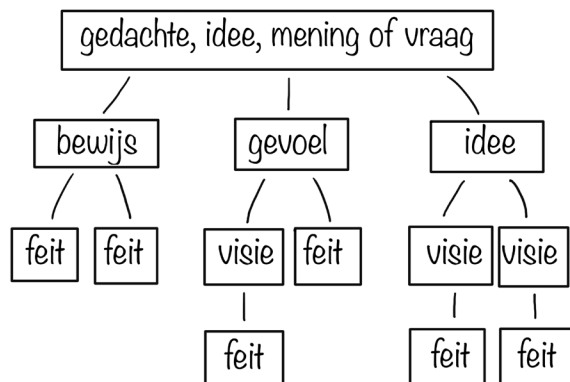 gedachte, idee, mening of vraag
bewijs gevoel idee
feit feit visie feit visie visie
feit feit feit